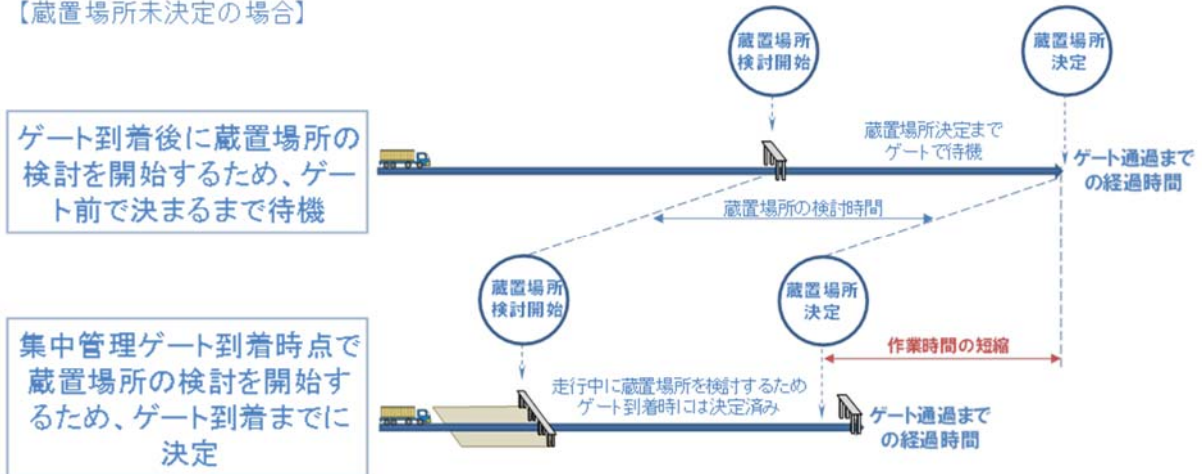 【蔵置場所未決定の場合】
蔵置場所
検討開始
蔵置場所
決定
ゲート到着後に蔵置場所の
検討を開始するため、ゲー
ト前で決まるまで待機
蔵置場所決定まで
ゲートで待機
ゲート通過まで
の経過時間
蔵置場所の検討時間
蔵置場所
検討開始
蔵置場所
決定
集中管理ゲート到着時点で
蔵置場所の検討を開始す
るため、ゲート到着までに
決定
作業時間の短縮
走行中に蔵置場所を検討するため
ゲート到着時には決定済み
ゲート通過まで
の経過時間